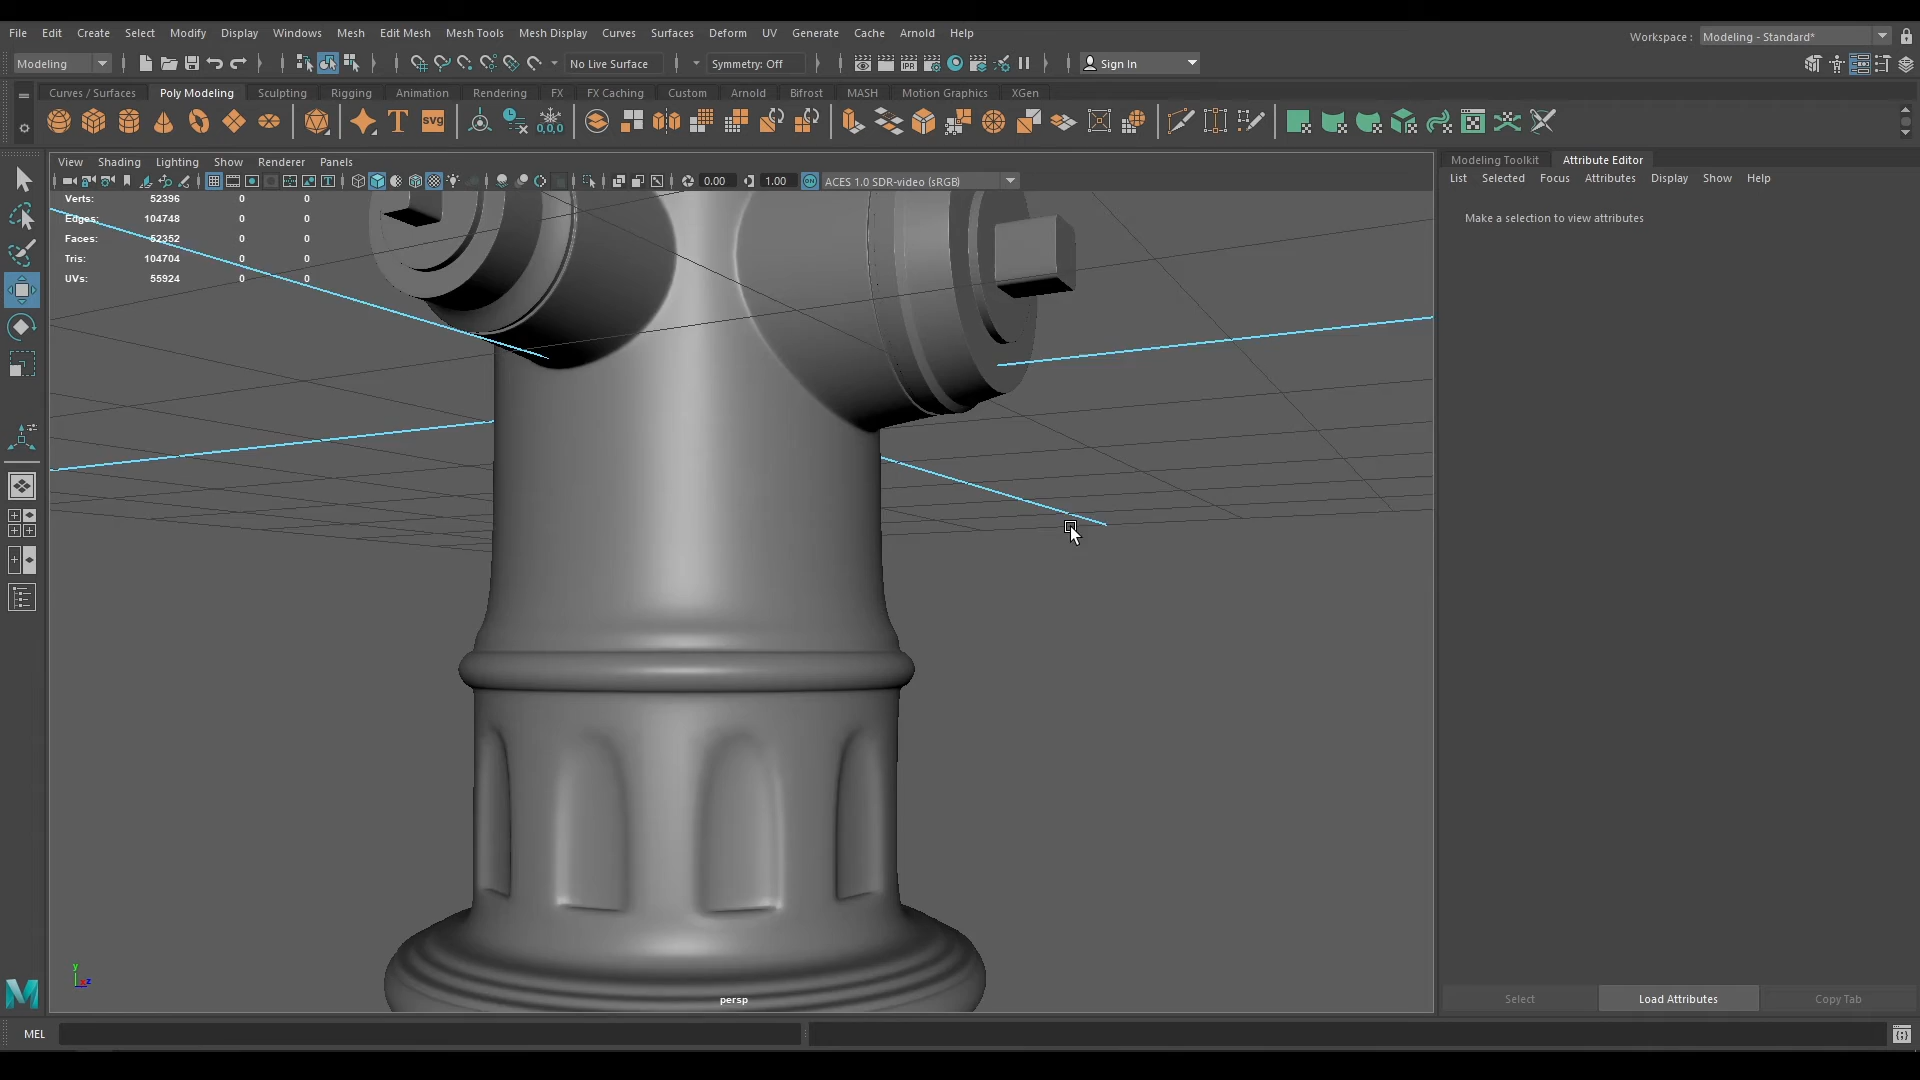 File Edit Create Select Modify Display Windows Mesh Edit Mesh Mesh Tools Mesh Display Curves Surfaces Deform UV Generate Cache Arnold Help
Workspace : Modeling - Standard*
Modeling No Live Surface Symmetry: Off Sign In
Curves / Surfaces Poly Modeling Sculpting Rigging Animation Rendering FX FX Caching Custom Arnold Bifrost MASH Motion Graphics XGen
T svg 0,0,0
View Shading Lighting Show Renderer Panels
0.00 1.00 ON ACES 1.0 SDR-video (sRGB)
Verts: 52396 0 0
Edges: 104748 0 0
Faces: 52352 0 0
Tris: 104704 0 0
UVs: 55924 0 0
Modeling Toolkit Attribute Editor
List Selected Focus Attributes Display Show Help
Make a selection to view attributes
y
z
persp
Select Load Attributes Copy Tab
M
MEL